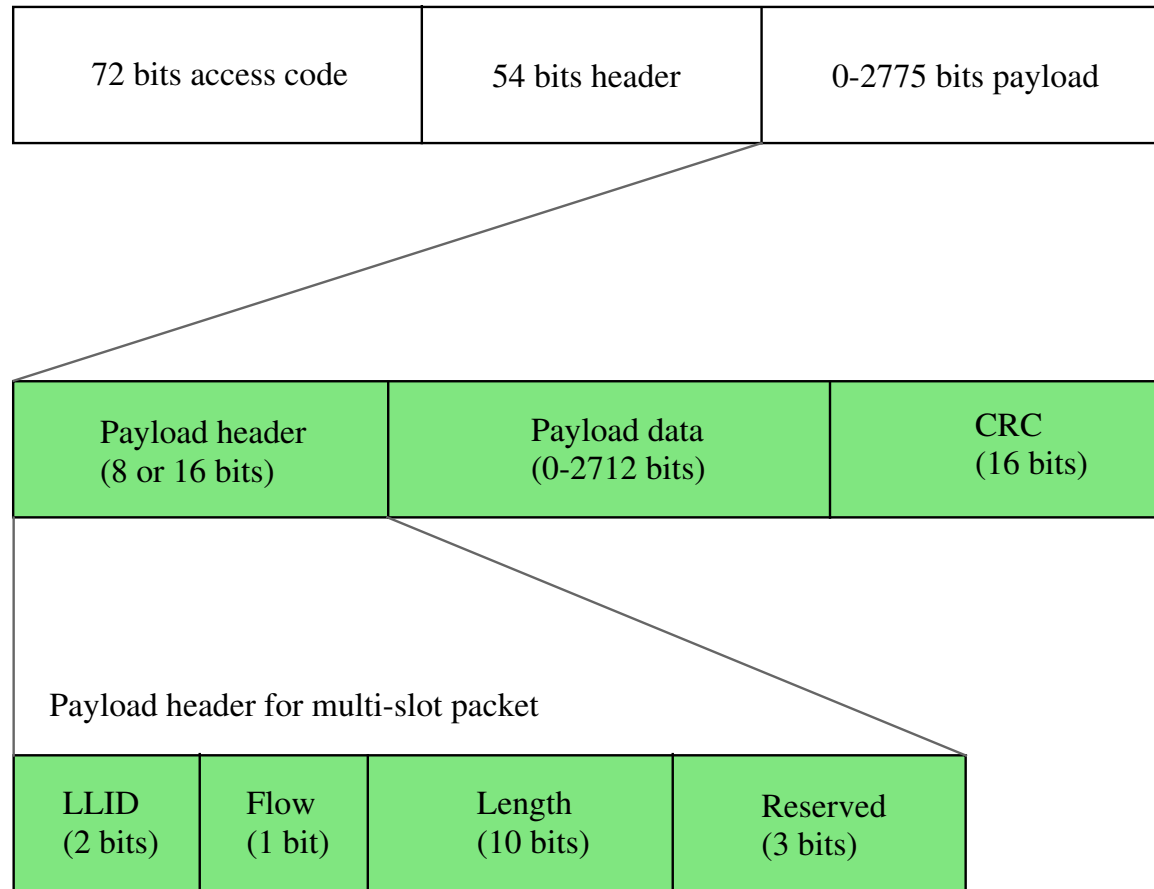 72 bits access code
54 bits header
0-2775 bits payload
Payload header
(8 or 16 bits)
Payload data
(0-2712 bits)
CRC
(16 bits)
Payload header for multi-slot packet
LLID
(2 bits)
Flow
(1 bit)
Length
(10 bits)
Reserved
(3 bits)